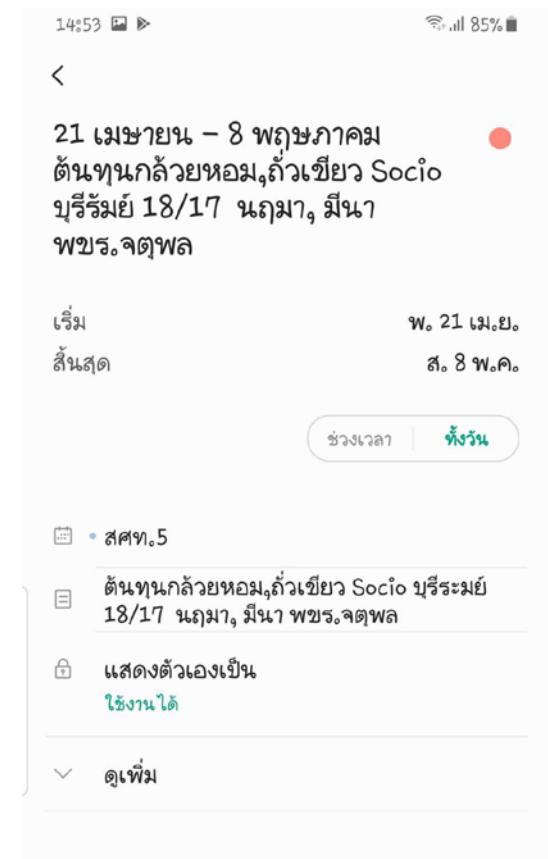 14:53 85%
21 เมษายน – 8 พฤษภาคม
ต้นทุนกล้วยหอม,ถั่วเขียว Socio
บุรีรัมย์ 18/17 นฤมา, มีนา
พขร.จตุพล
เริ่ม พ. 21 เม.ย.
สิ้นสุด ส. 8 พ.ค.
ช่วงเวลา ทั้งวัน
สศท.5
ต้นทุนกล้วยหอม,ถั่วเขียว Socio บุรีระมย์
18/17 นฤมา, มีนา พขร.จตุพล
แสดงตัวเองเป็น
ใช้งานได้
ดูเพิ่ม